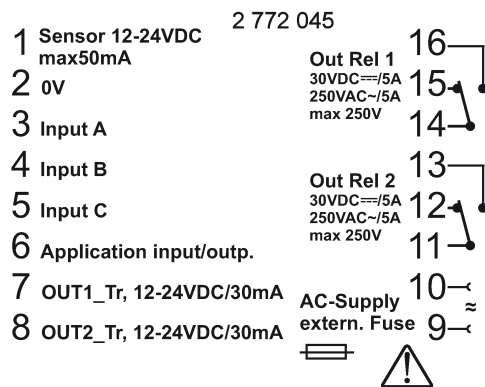 2 772 045
1 Sensor 12-24VDC
max50mA
2 0V
3 Input A
4 Input B
5 Input C
6 Application input/outp.
7 OUT1_Tr, 12-24VDC/30mA
8 OUT2_Tr, 12-24VDC/30mA
16
Out Rel 1
30VDC⎓/5A 15
250VAC~/5A
max 250V 14
13
Out Rel 2
30VDC⎓/5A 12
250VAC~/5A
max 250V 11
10
≈
AC-Supply
extern. Fuse 9
!